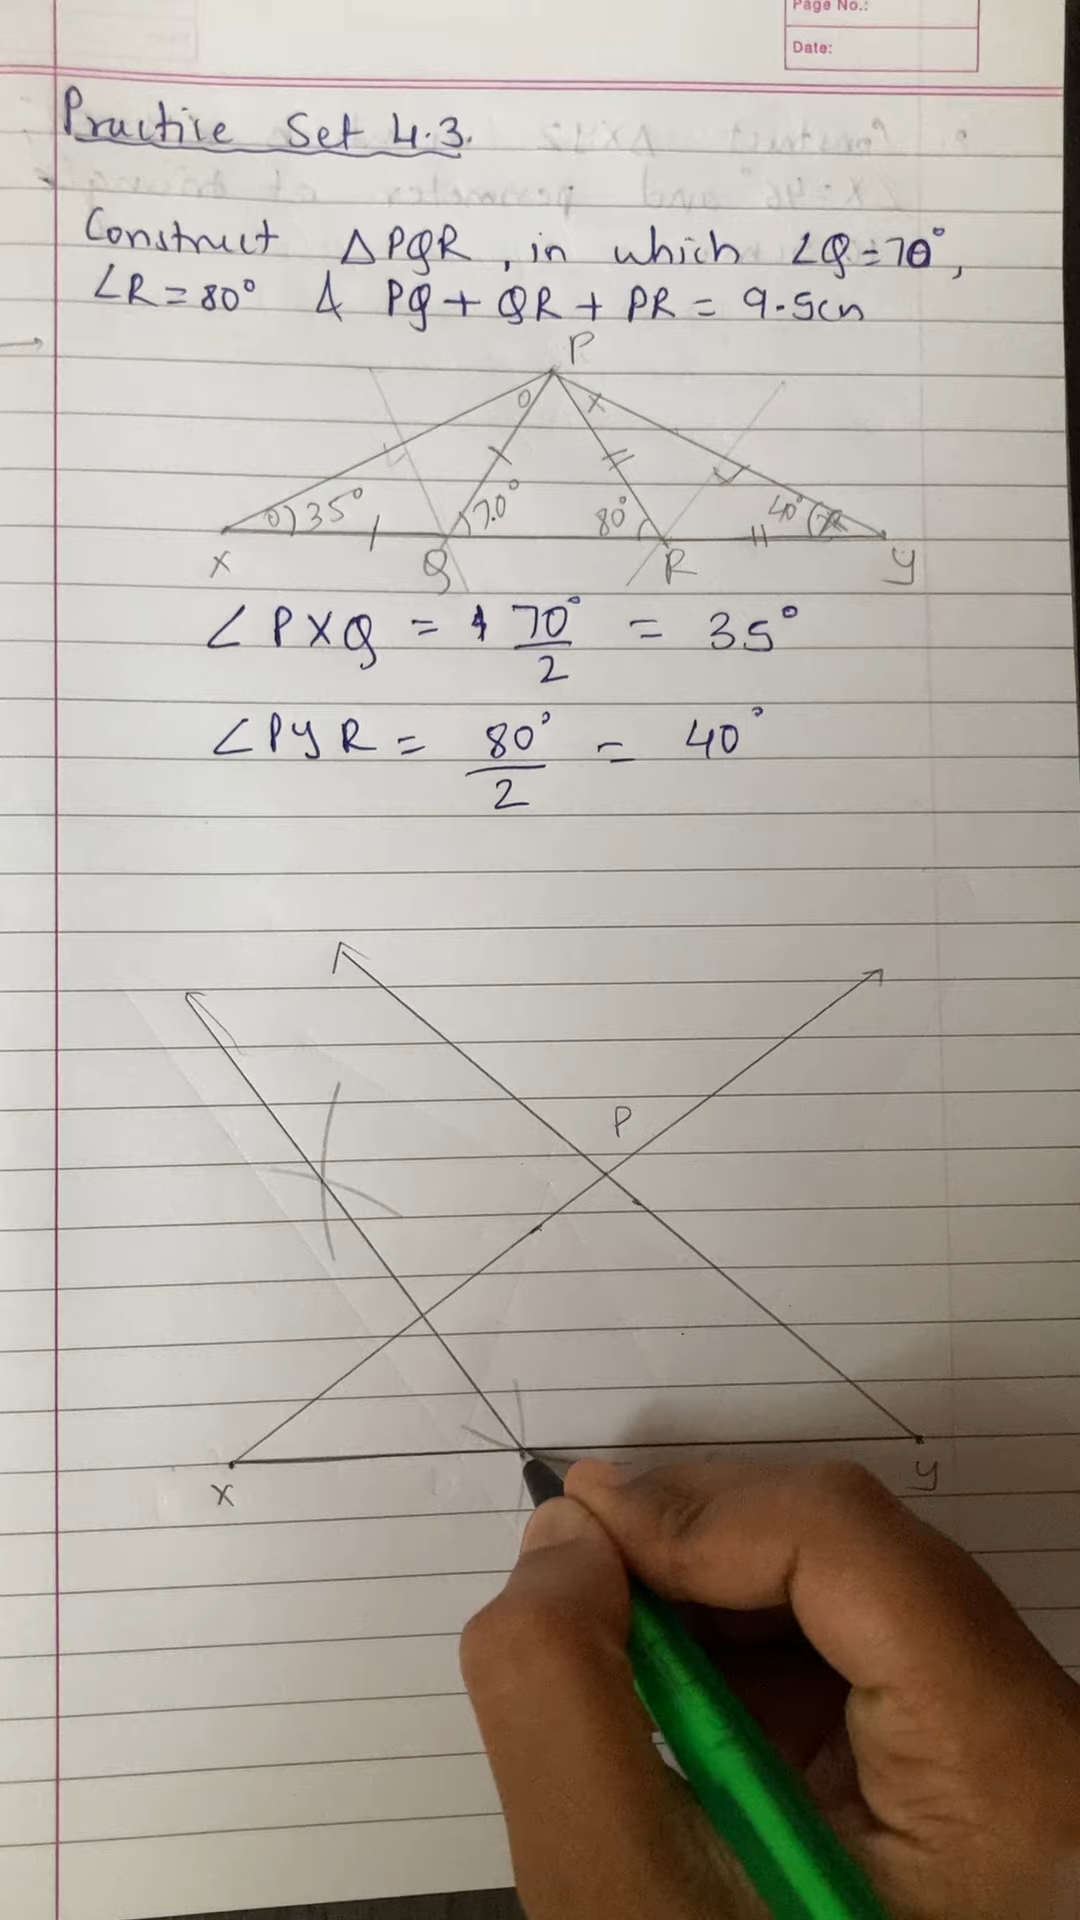 Page No.:
Date:
Practice Set 4.3.
Construct △PQR, in which ∠Q=70°,
∠R=80° & PQ+QR+PR = 9.5cm
P
o x
o 35° 70° 80° 40° x
x Q R y
∠PXQ = 70°/2 = 35°
∠PYR = 80°/2 = 40°
P
x y